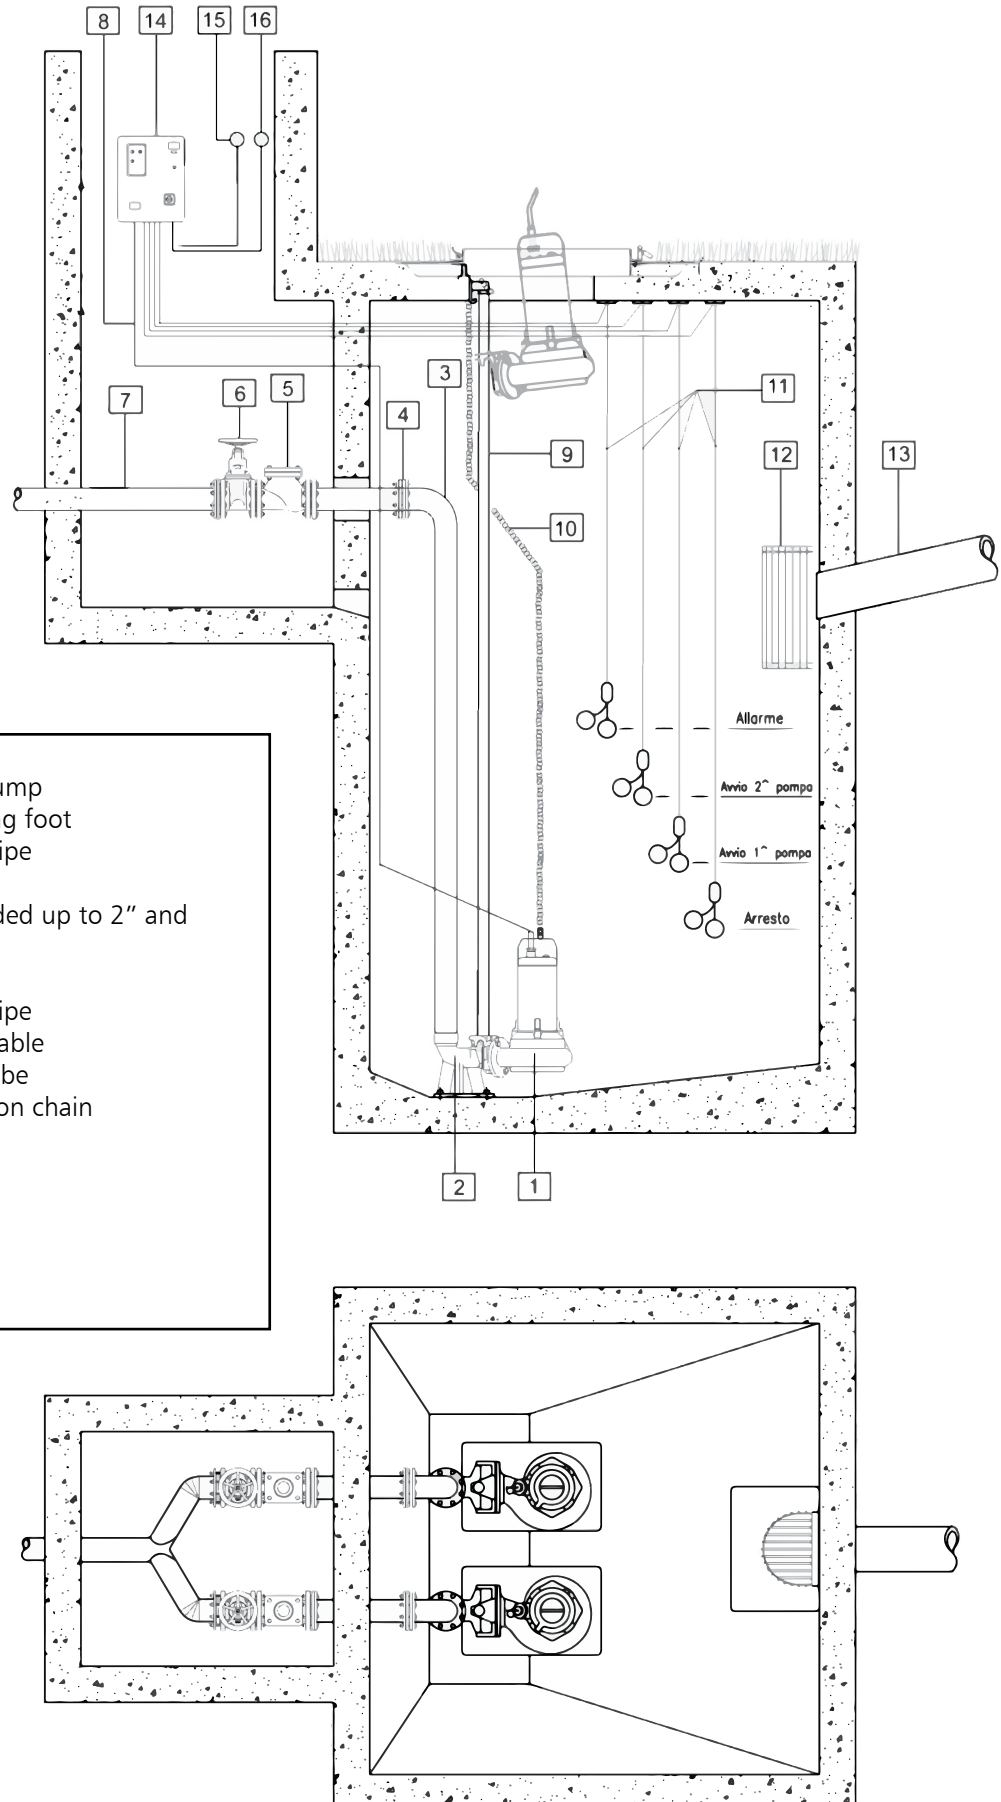 8 14 15 16
3
11
7 6 5 4
9 12 13
10
Allarme
Avvio 2^ pompa
Avvio 1^ pompa
Arresto
ump
ng foot
ipe
ded up to 2” and
ipe
able
be
on chain
2 1